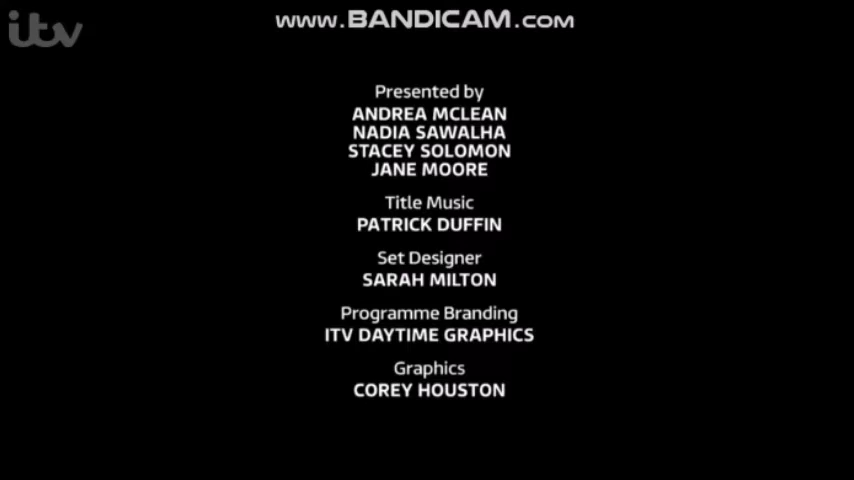 itv
www.BANDICAM.com
Presented by
ANDREA MCLEAN
NADIA SAWALHA
STACEY SOLOMON
JANE MOORE
Title Music
PATRICK DUFFIN
Set Designer
SARAH MILTON
Programme Branding
ITV DAYTIME GRAPHICS
Graphics
COREY HOUSTON